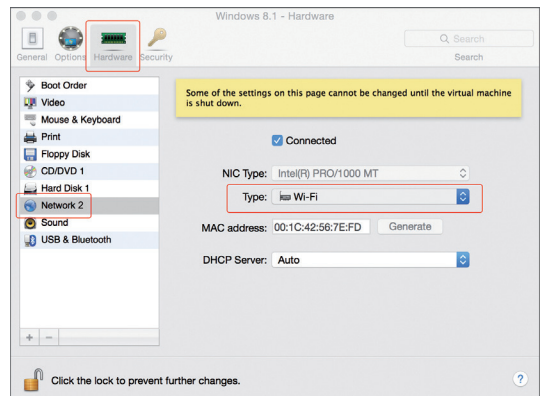 Windows 8.1 - Hardware
General Options Hardware Security
Search
Search
Boot Order
Video
Mouse & Keyboard
Print
Floppy Disk
CD/DVD 1
Hard Disk 1
Network 2
Sound
USB & Bluetooth
Some of the settings on this page cannot be changed until the virtual machine
is shut down.
Connected
NIC Type: Intel(R) PRO/1000 MT
Type: Wi-Fi
MAC address: 00:1C:42:56:7E:FD Generate
DHCP Server: Auto
+ -
Click the lock to prevent further changes.
?